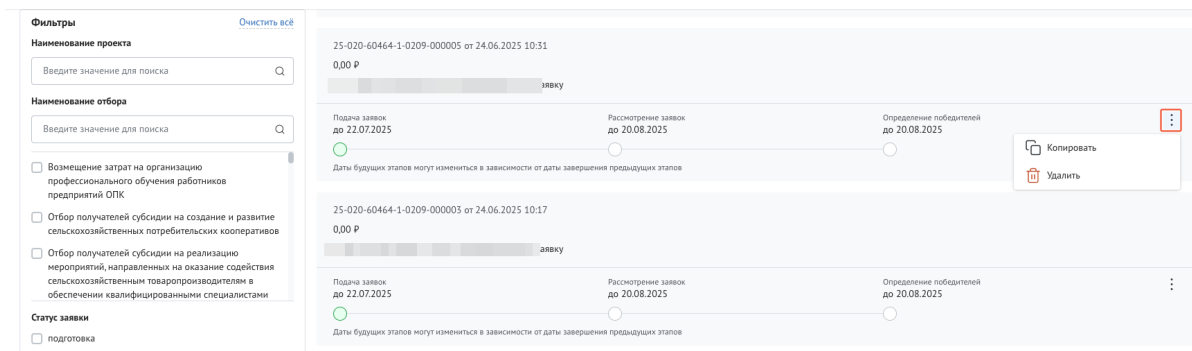 Фильтры
Очистить всё
Наименование проекта
Введите значение для поиска
Наименование отбора
Введите значение для поиска
Возмещение затрат на организацию
профессионального обучения работников
предприятий ОПК
Отбор получателей субсидии на создание и развитие
сельскохозяйственных потребительских кооперативов
Отбор получателей субсидии на реализацию
мероприятий, направленных на оказание содействия
сельскохозяйственным товаропроизводителям в
обеспечении квалифицированными специалистами
Статус заявки
подготовка
25-020-60464-1-0209-000005 от 24.06.2025 10:31
0,00 ₽
Подача заявок
до 22.07.2025
Рассмотрение заявок
до 20.08.2025
Определение победителей
до 20.08.2025
Даты будущих этапов могут измениться в зависимости от даты завершения предыдущих этапов
Копировать
Удалить
25-020-60464-1-0209-000003 от 24.06.2025 10:17
0,00 ₽
Подача заявок
до 22.07.2025
Рассмотрение заявок
до 20.08.2025
Определение победителей
до 20.08.2025
Даты будущих этапов могут измениться в зависимости от даты завершения предыдущих этапов